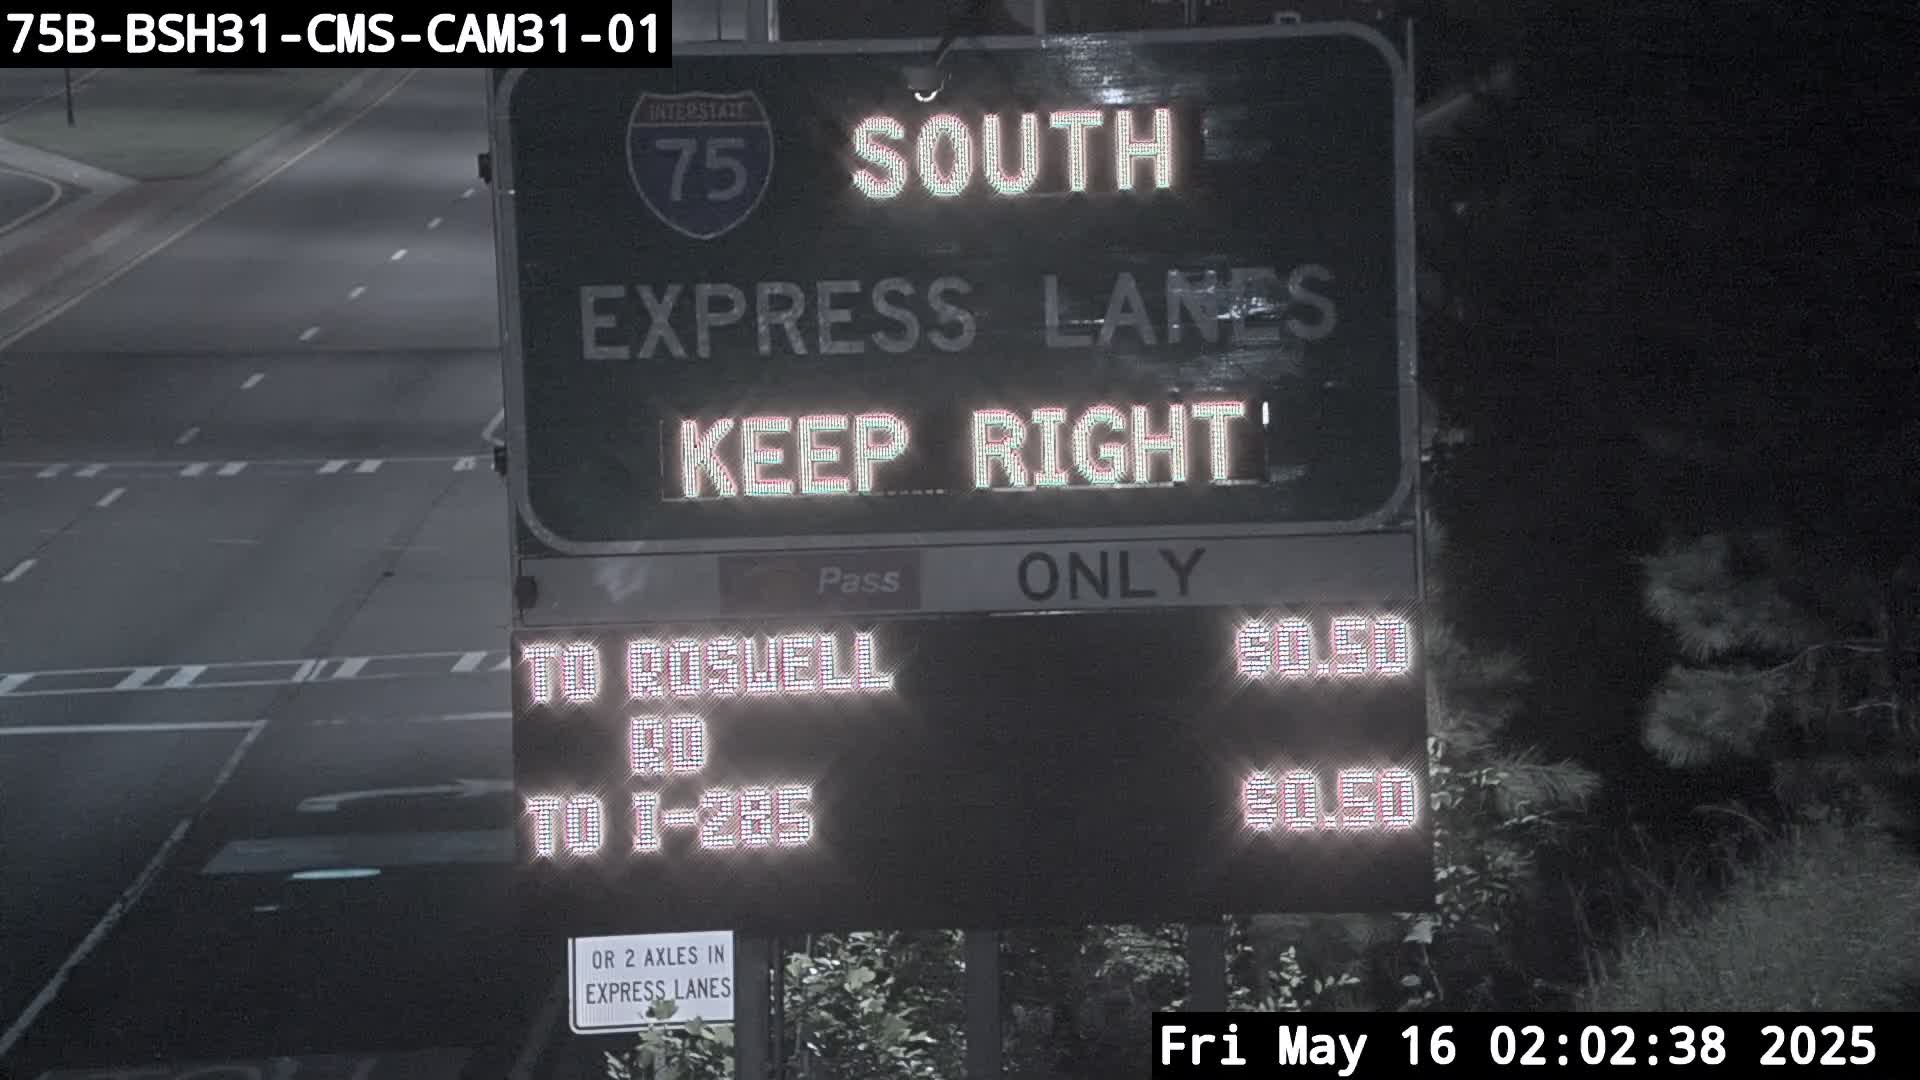 75B-BSH31-CMS-CAM31-01
INTERSTATE
75
SOUTH
EXPRESS LANES
KEEP RIGHT
Pass ONLY
TO ROSWELL $0.50
RD
TO I-285 $0.50
OR 2 AXLES IN
EXPRESS LANES
Fri May 16 02:02:38 2025